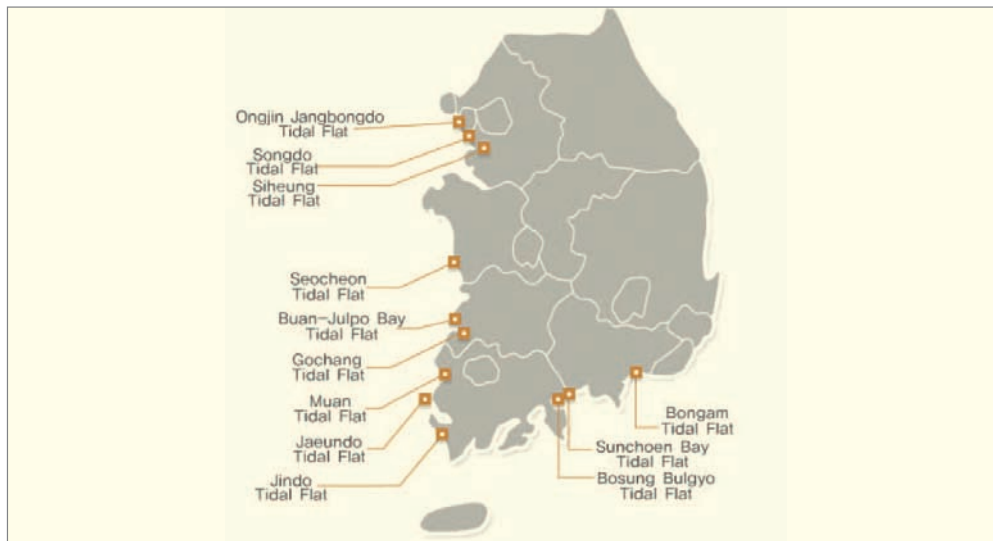 Ongjin Jangbongdo
Tidal Flat
Songdo
Tidal Flat
Siheung
Tidal Flat
Seocheon
Tidal Flat
Buan-Julpo Bay
Tidal Flat
Gochang
Tidal Flat
Muan
Tidal Flat
Jaeundo
Tidal Flat
Jindo
Tidal Flat
Bongam
Tidal Flat
Sunchoen Bay
Tidal Flat
Bosung Bulgyo
Tidal Flat